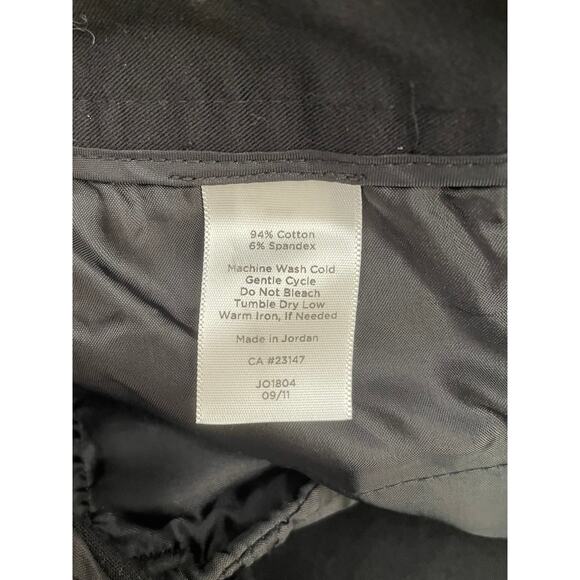 94% Cotton
6% Spandex
Machine Wash Cold
Gentle Cycle
Do Not Bleach
Tumble Dry Low
Warm Iron, If Needed
Made in Jordan
CA #23147
JO1804
09/11